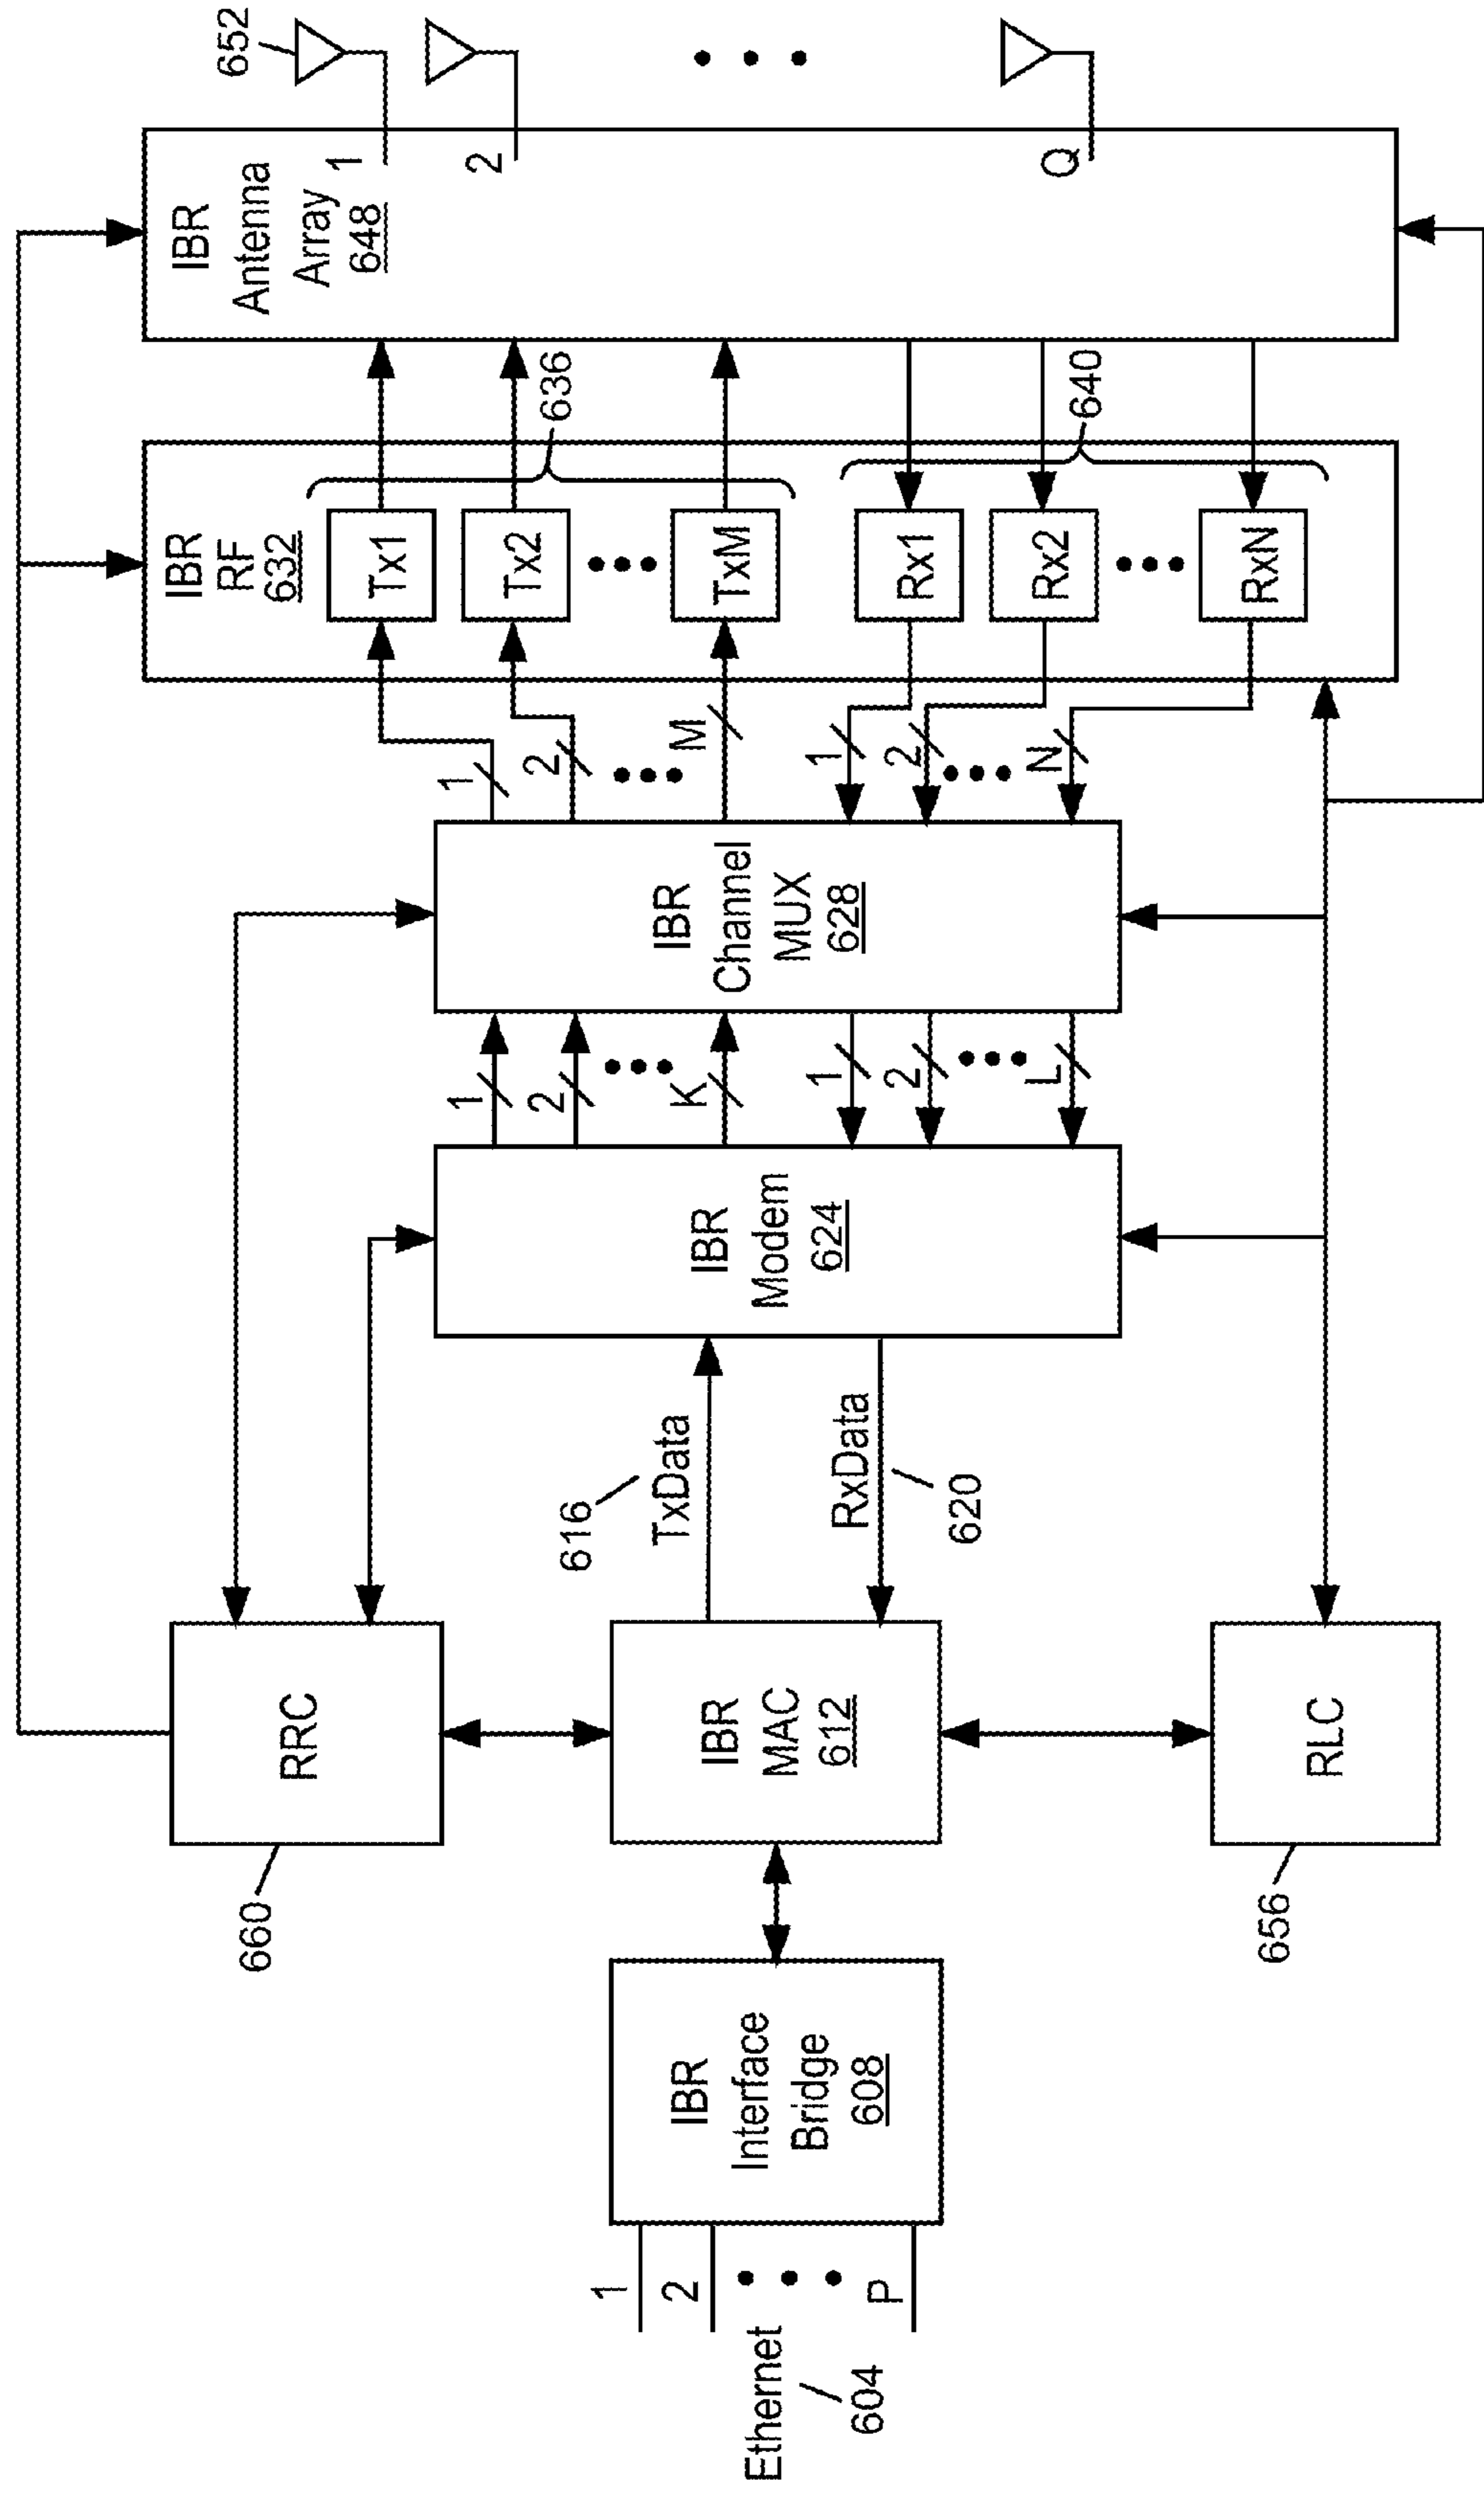 Ethernet
604
1
2
P
IBR
Interface
Bridge
608
660
RRC
IBR
MAC
612
656
RLC
616
TxData
RxData
620
IBR
Modem
624
1
2
K
1
2
L
IBR
Channel
MUX
628
1
2
M
1
2
N
IBR
RF
632
Tx1
Tx2
TxM
Rx1
Rx2
RxN
636
640
IBR
Antenna
Array
648
1
2
Q
652